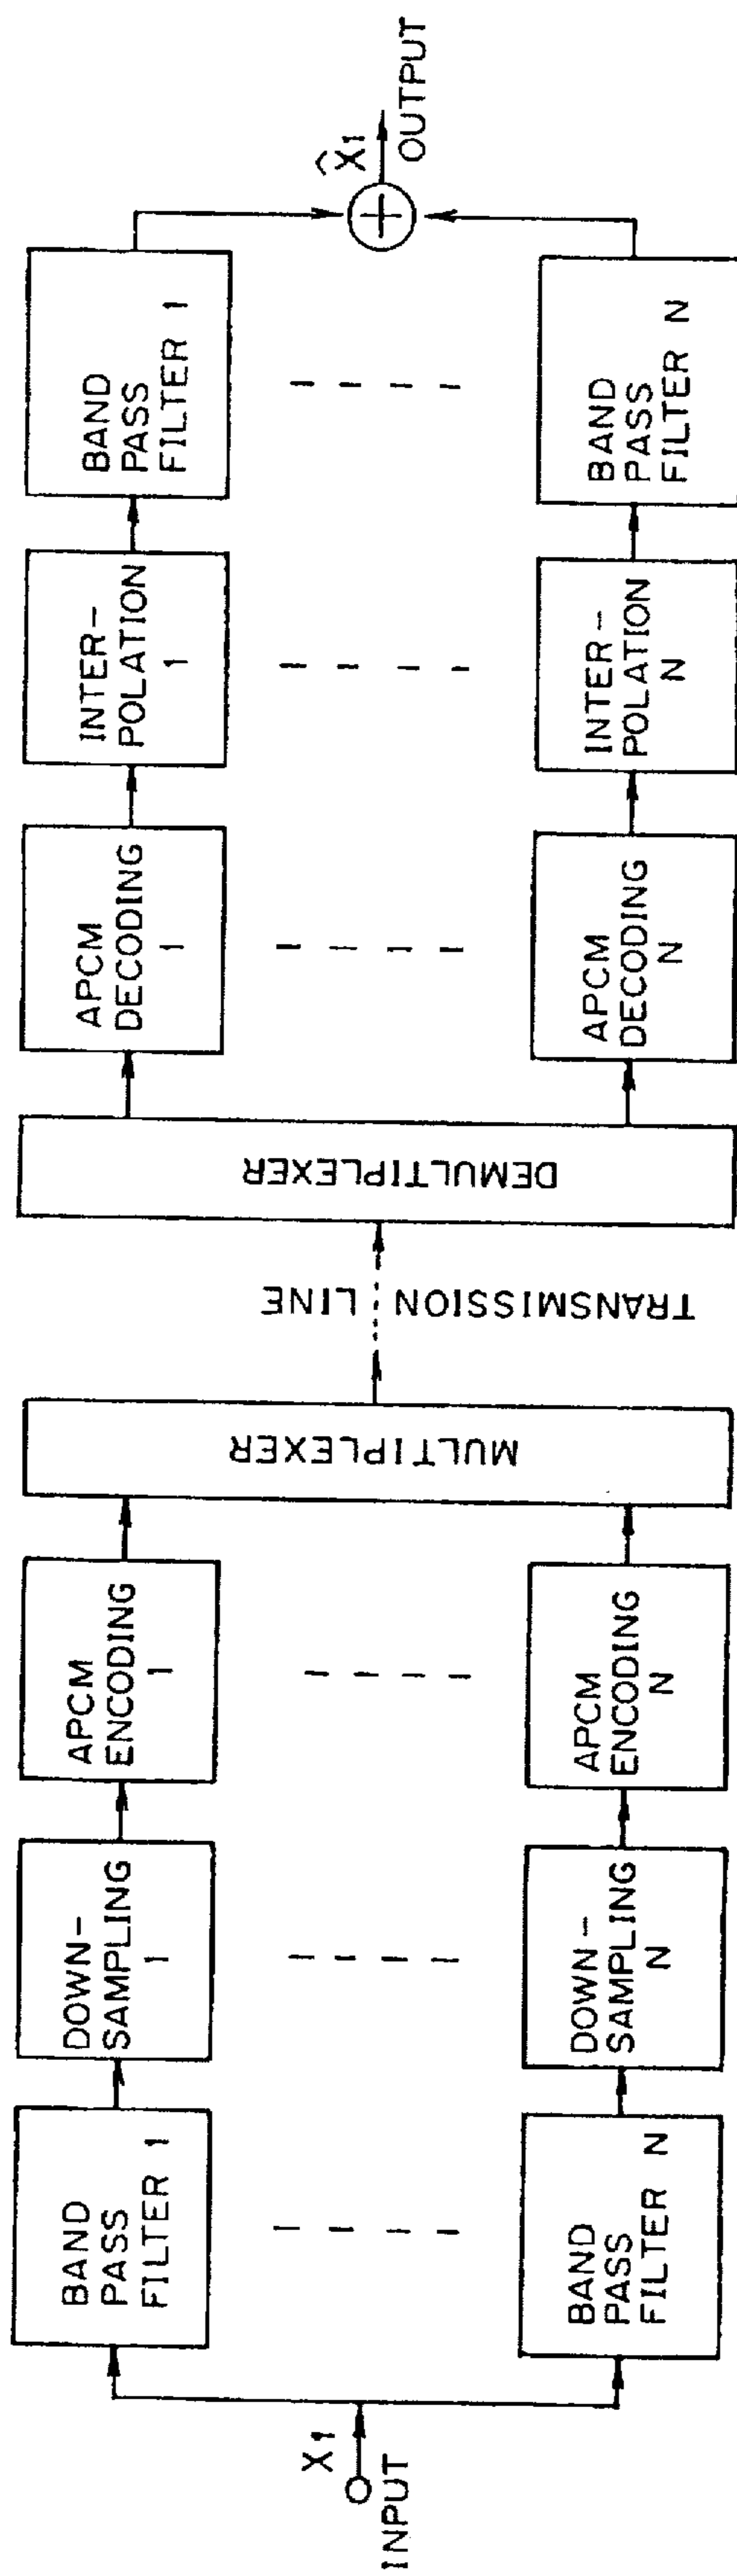 X1
INPUT
BAND
PASS
FILTER 1
DOWN-
SAMPLING
1
APCM
ENCODING
1
BAND
PASS
FILTER N
DOWN-
SAMPLING
N
APCM
ENCODING
N
MULTIPLEXER
TRANSMISSION LINE
DEMULTIPLEXER
APCM
DECODING
1
INTER-
POLATION
1
BAND
PASS
FILTER 1
APCM
DECODING
N
INTER-
POLATION
N
BAND
PASS
FILTER N
+
X̂1
OUTPUT